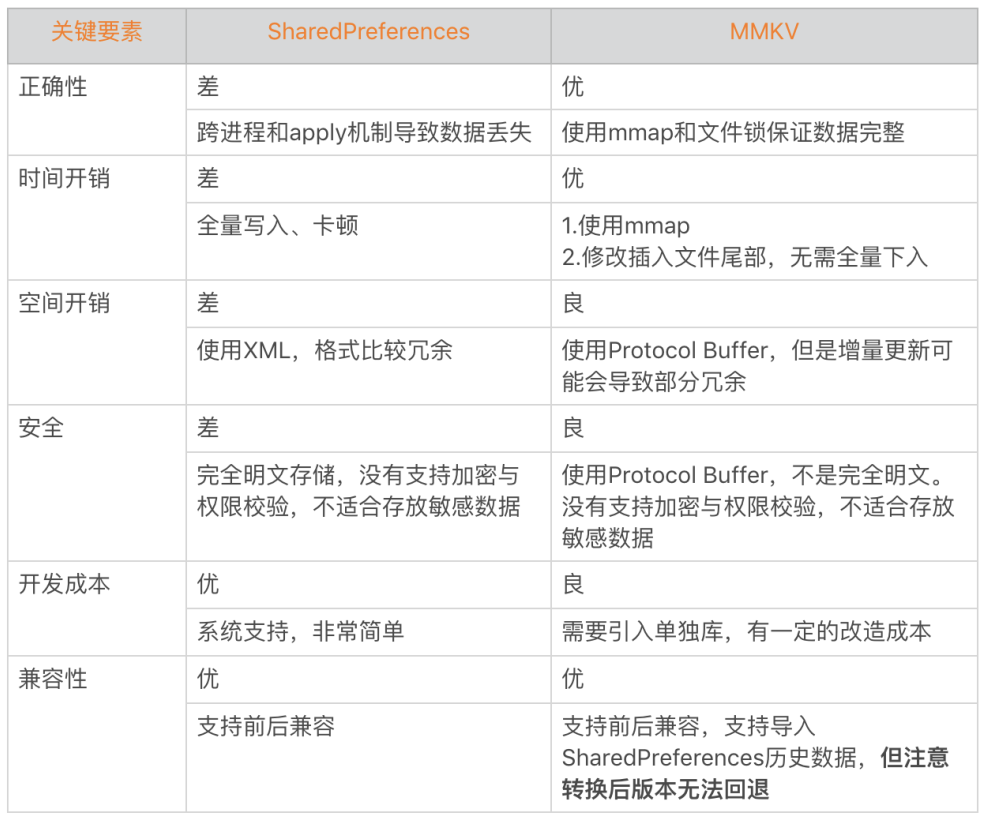 关键要素 SharedPreferences MMKV
正确性 差 优
跨进程和apply机制导致数据丢失 使用mmap和文件锁保证数据完整
时间开销 差 优
全量写入、卡顿 1.使用mmap
2.修改插入文件尾部，无需全量下入
空间开销 差 良
使用XML，格式比较冗余 使用Protocol Buffer，但是增量更新可
能会导致部分冗余
安全 差 良
完全明文存储，没有支持加密与 使用Protocol Buffer，不是完全明文。
权限校验，不适合存放敏感数据 没有支持加密与权限校验，不适合存放
敏感数据
开发成本 优 良
系统支持，非常简单 需要引入单独库，有一定的改造成本
兼容性 优 优
支持前后兼容 支持前后兼容，支持导入
SharedPreferences历史数据，但注意
转换后版本无法回退